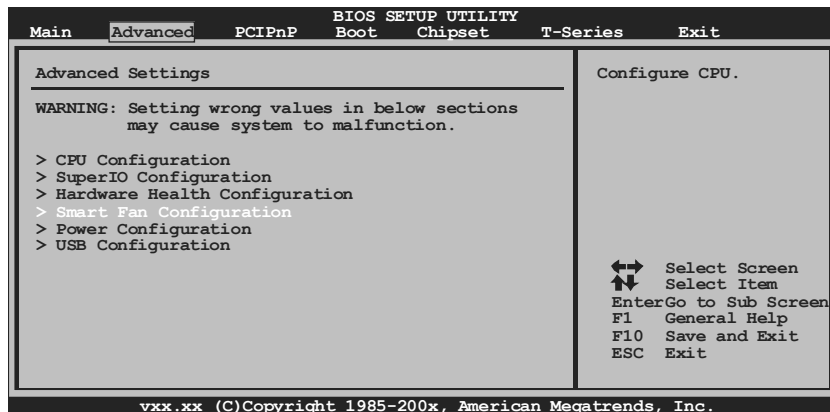 BIOS SETUP UTILITY
Main Advanced PCIPnP Boot Chipset T-Series Exit
Advanced Settings
WARNING: Setting wrong values in below sections
may cause system to malfunction.
> CPU Configuration
> SuperIO Configuration
> Hardware Health Configuration
> Smart Fan Configuration
> Power Configuration
> USB Configuration
Configure CPU.
Select Screen
Select Item
EnterGo to Sub Screen
F1 General Help
F10 Save and Exit
ESC Exit
vxx.xx (C)Copyright 1985-200x, American Megatrends, Inc.